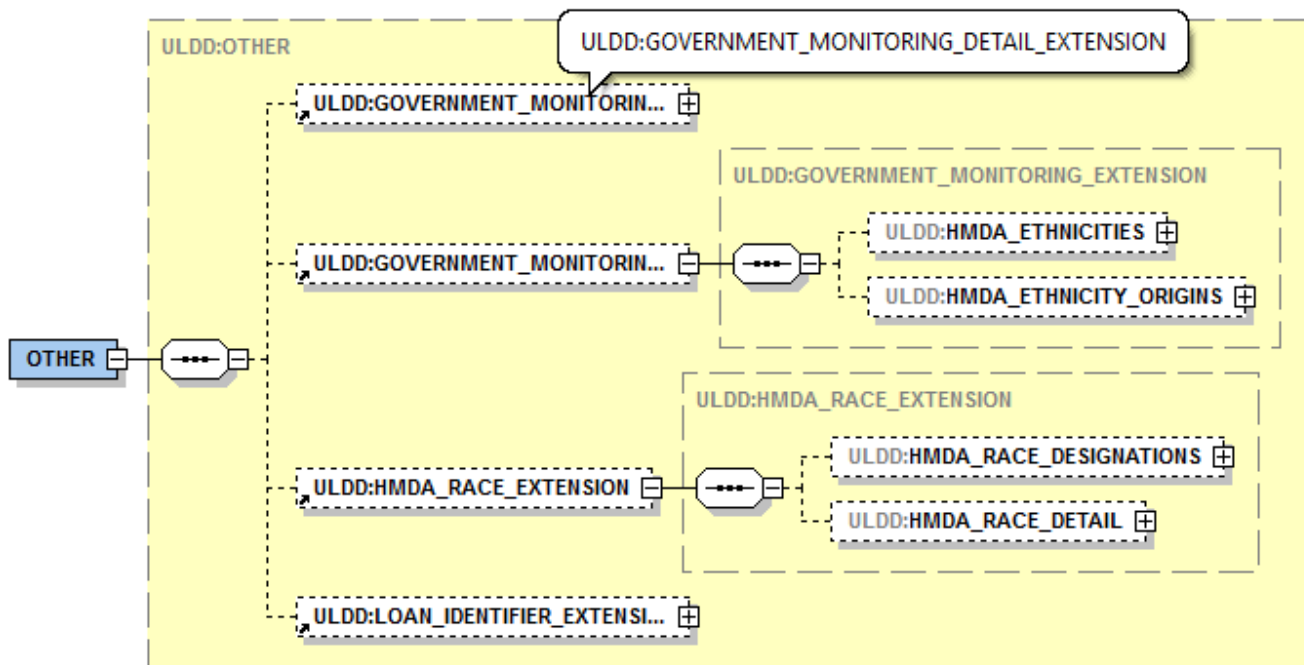 ULDD:OTHER
ULDD:GOVERNMENT_MONITORING_DETAIL_EXTENSION
ULDD:GOVERNMENT_MONITORIN...
ULDD:GOVERNMENT_MONITORING_EXTENSION
ULDD:HMDA_ETHNICITIES
ULDD:GOVERNMENT_MONITORIN...
ULDD:HMDA_ETHNICITY_ORIGINS
OTHER
ULDD:HMDA_RACE_EXTENSION
ULDD:HMDA_RACE_DESIGNATIONS
ULDD:HMDA_RACE_EXTENSION
ULDD:HMDA_RACE_DETAIL
ULDD:LOAN_IDENTIFIER_EXTENSI...